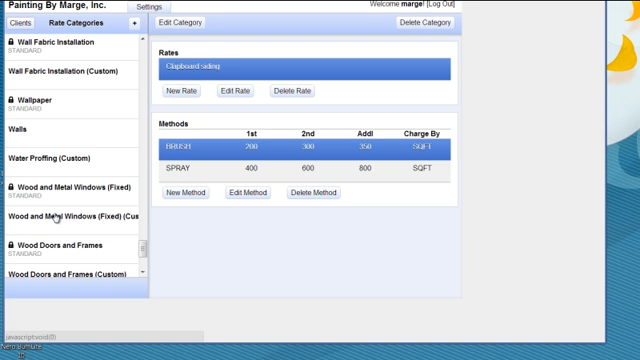 Painting By Marge, Inc.
Settings
Welcome marge! [Log Out]
Clients
Rate Categories
+
Edit Category
Delete Category
Wall Fabric Installation
STANDARD
Wall Fabric Installation (Custom)
Wallpaper
STANDARD
Walls
Water Proffing (Custom)
Wood and Metal Windows (Fixed)
STANDARD
Wood and Metal Windows (Fixed) (Cus
Wood Doors and Frames
STANDARD
Wood Doors and Frames (Custom)
Rates
Clapboard siding
New Rate
Edit Rate
Delete Rate
Methods
1st 2nd Addl Charge By
BRUSH 200 300 350 SQFT
SPRAY 400 600 800 SQFT
New Method
Edit Method
Delete Method
javascript:void(0)